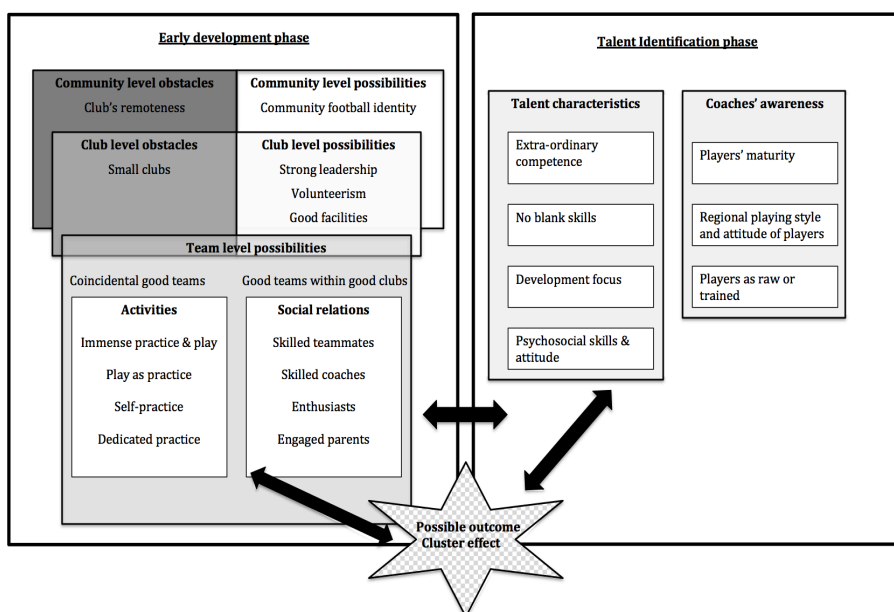 Early development phase
Community level obstacles
Club's remoteness
Community level possibilities
Community football identity
Club level obstacles
Small clubs
Club level possibilities
Strong leadership
Volunteerism
Good facilities
Team level possibilities
Coincidental good teams
Good teams within good clubs
Activities
Immense practice & play
Play as practice
Self-practice
Dedicated practice
Social relations
Skilled teammates
Skilled coaches
Enthusiasts
Engaged parents
Talent Identification phase
Talent characteristics
Extra-ordinary
competence
No blank skills
Development focus
Psychosocial skills &
attitude
Coaches' awareness
Players' maturity
Regional playing style
and attitude of players
Players as raw or
trained
Possible outcome
Cluster effect